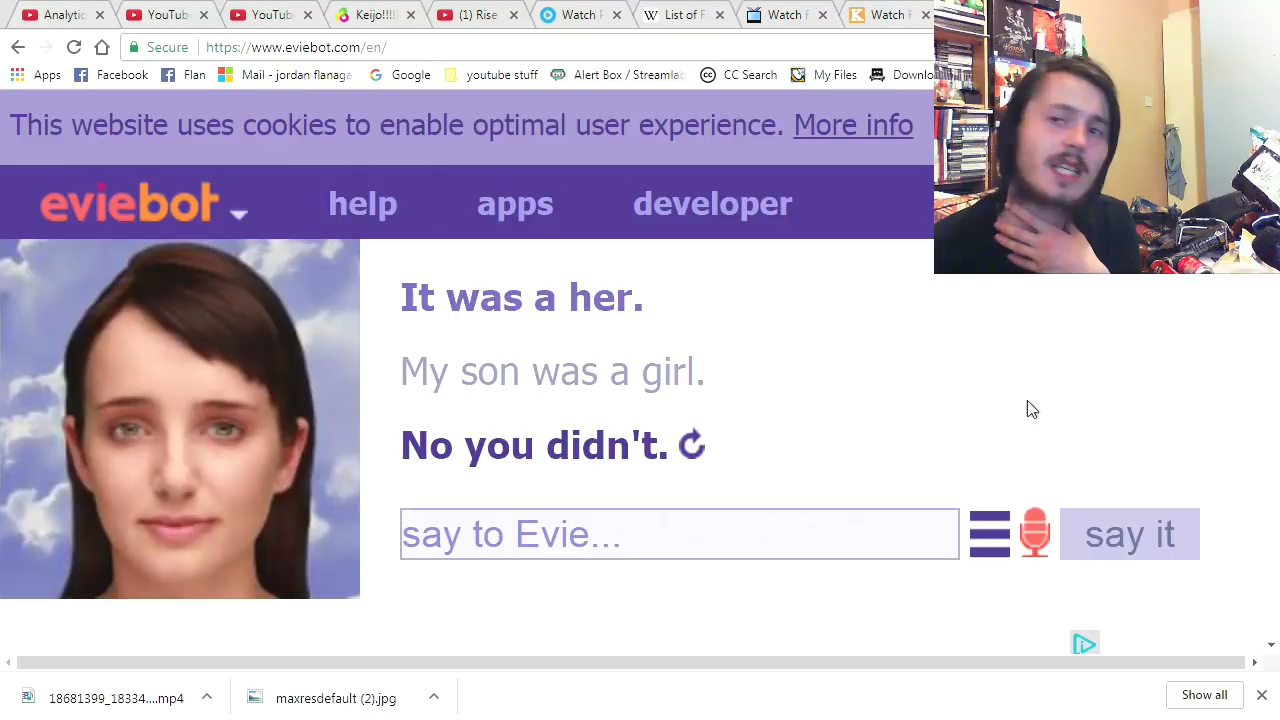 Analytic
YouTub
YouTub
Keijo!!!!
(1) Rise
Watch
List of F
Watch F
Watch F
Secure
https://www.eviebot.com/en/
Apps
Facebook
Flan
Mail - jordan farraga
Google
youtube stuff
Alert Box / Streamlab
CC Search
My Files
Downlo
This website uses cookies to enable optimal user experience. More info
eviebot
help
apps
developer
It was a her.
My son was a girl.
No you didn't.
say to Evie...
say it
18681399_18334....mp4
maxresdefault (2).jpg
Show all